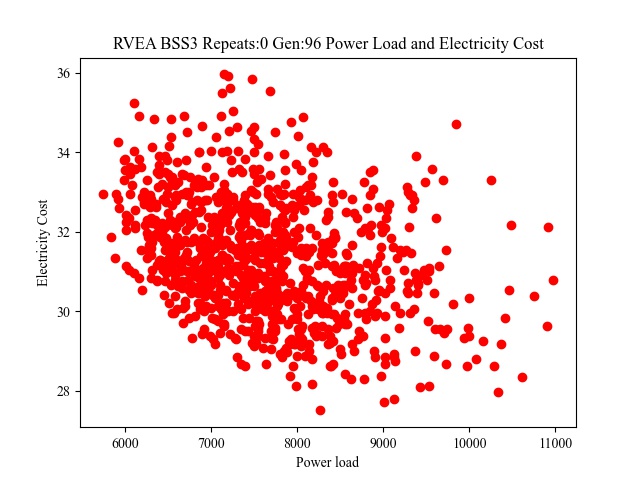 RVEA BSS3 Repeats:0 Gen:96 Power Load and Electricity Cost
36
34
32
30
28
Electricity Cost
6000 7000 8000 9000 10000 11000
Power load